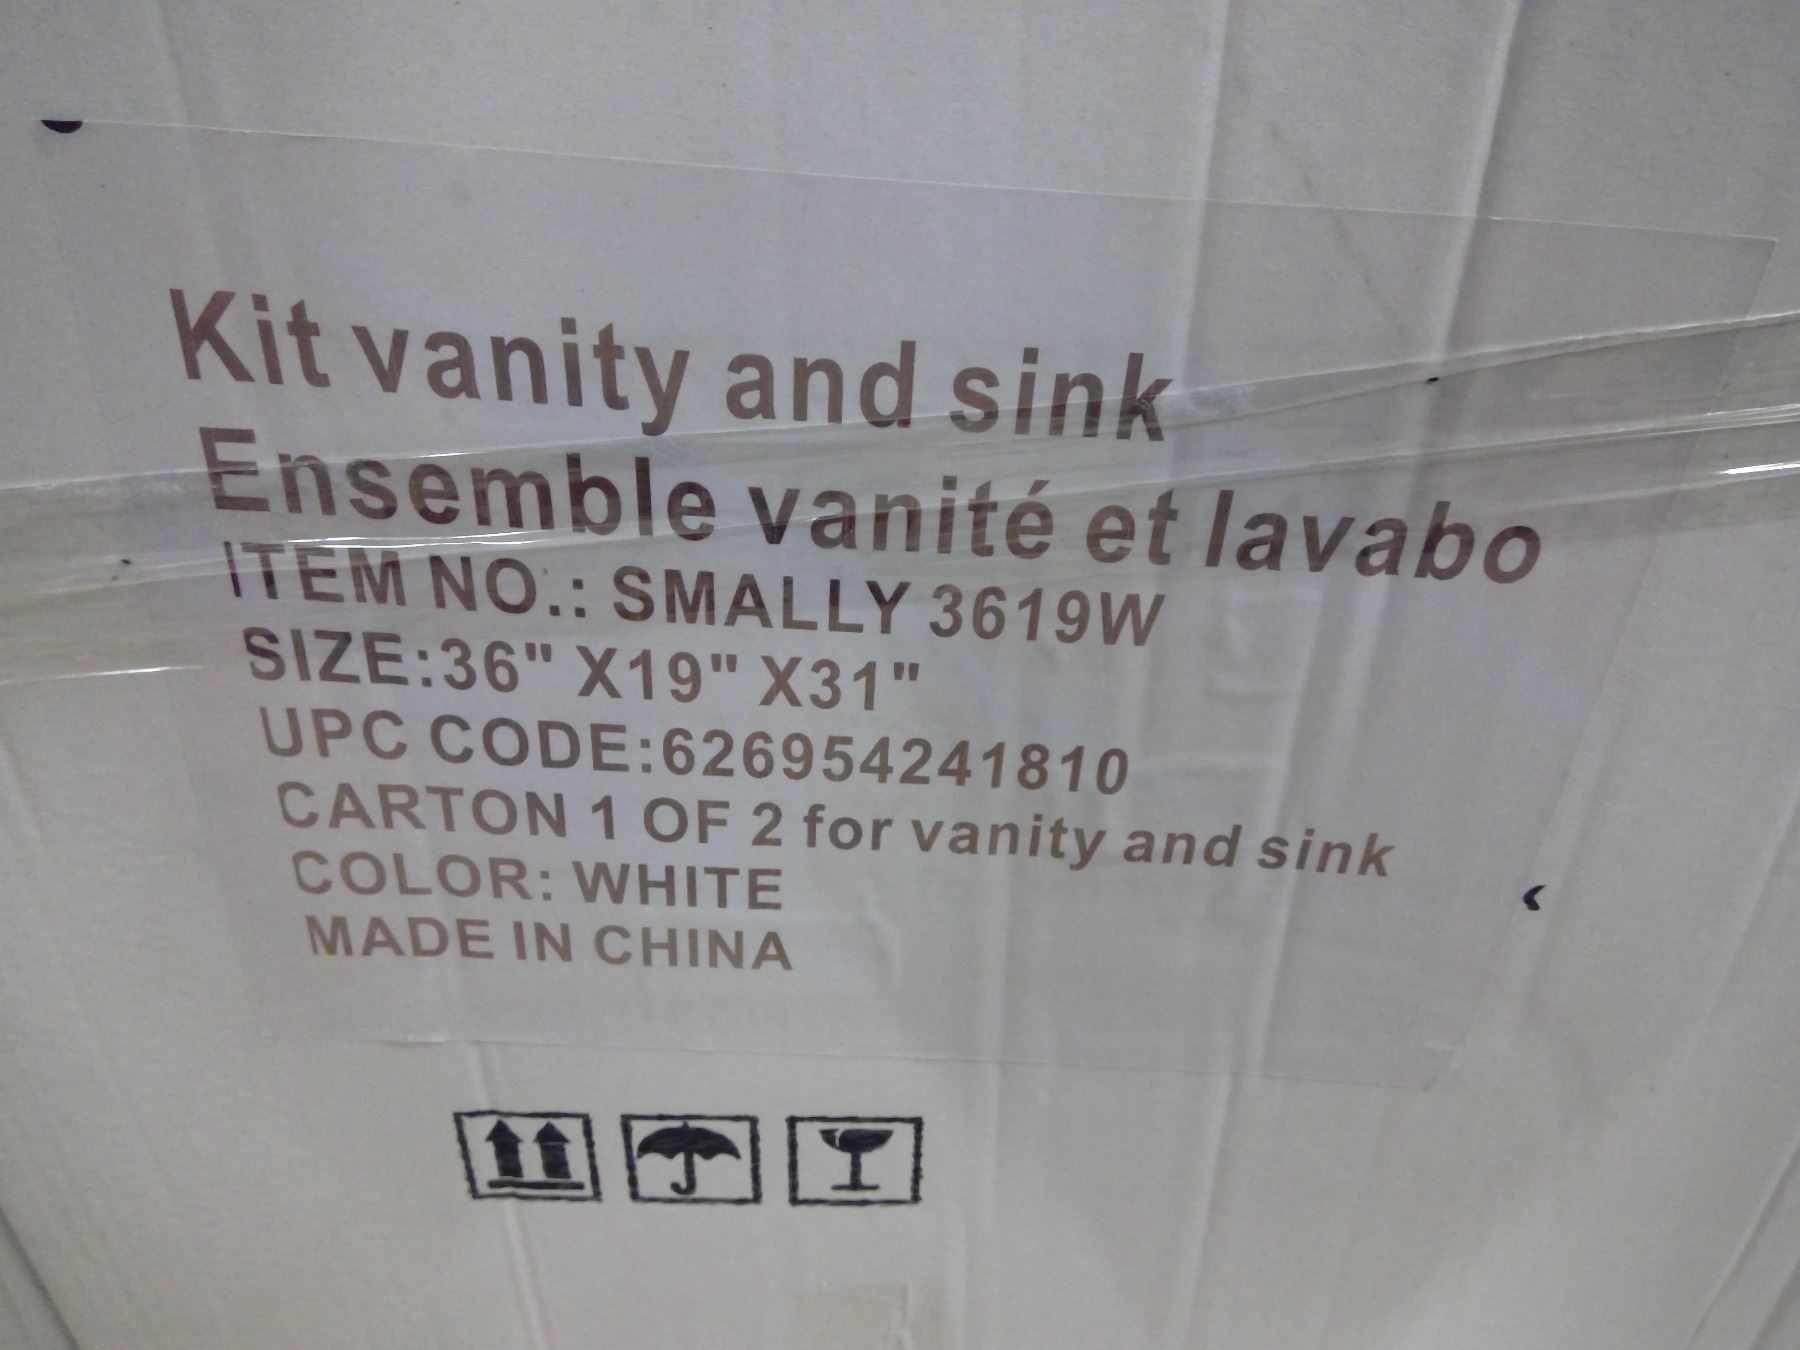 Kit vanity and sink
Ensemble vanité et lavabo
ITEM NO.: SMALLY 3619W
SIZE:36" X19" X31"
UPC CODE:626954241810
CARTON 1 OF 2 for vanity and sink
COLOR: WHITE
MADE IN CHINA